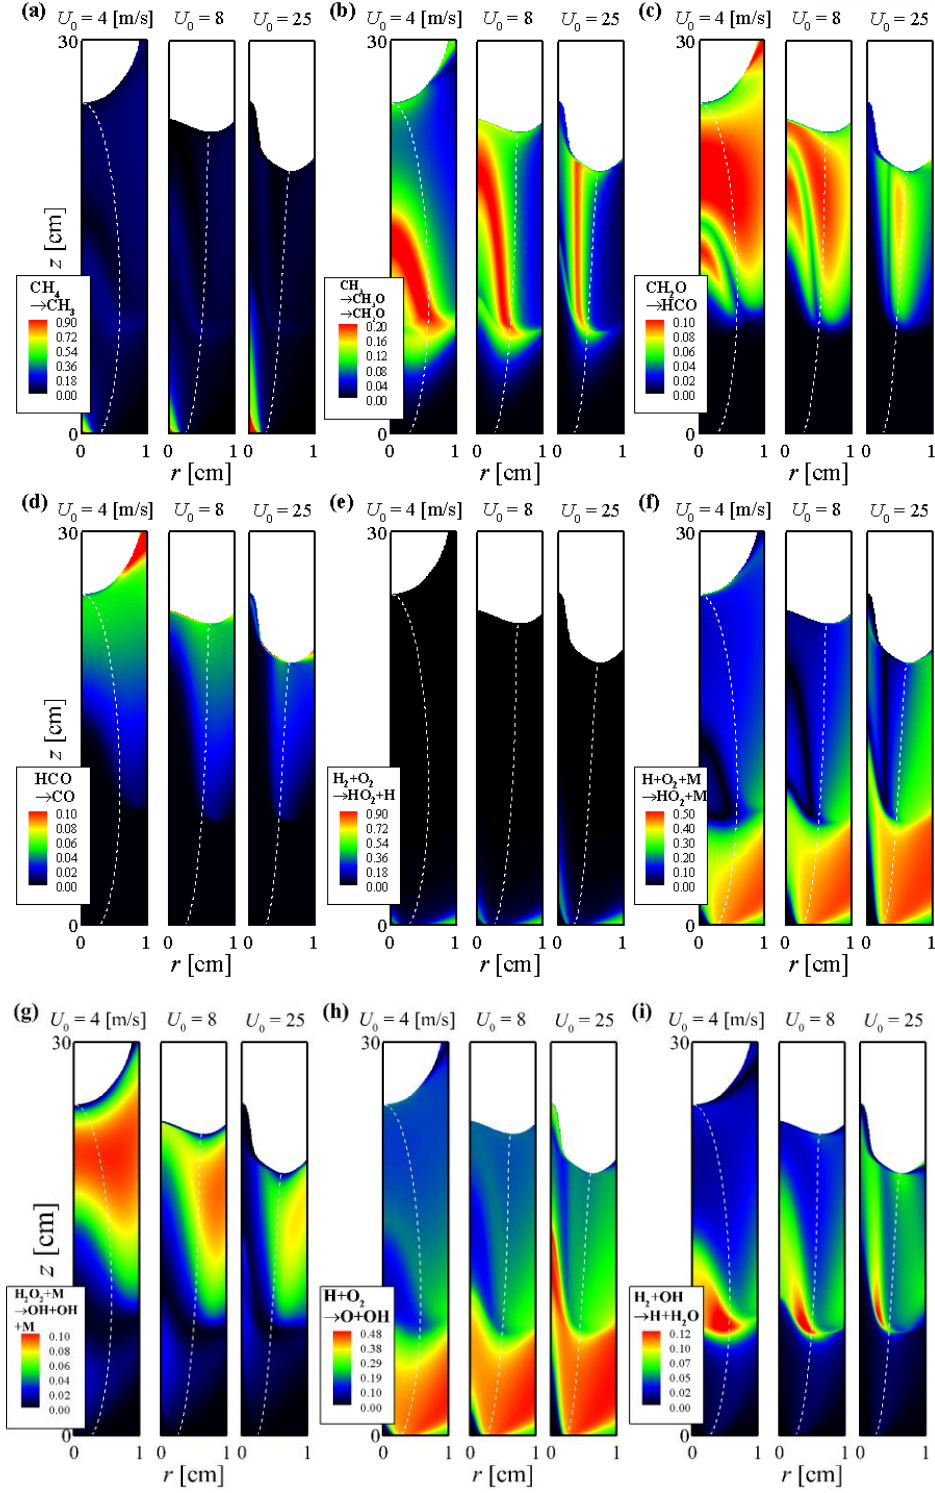 (a) (b) (c)
U₀ = 4 [m/s] U₀ = 8 U₀ = 25 U₀ = 4 [m/s] U₀ = 8 U₀ = 25 U₀ = 4 [m/s] U₀ = 8 U₀ = 25
30 30 30
z [cm]
CH₄
→CH₃
0.90
0.72
0.54
0.36
0.18
0.00
CH₃
→CH₃O
→CH₂O
0.20
0.16
0.12
0.08
0.04
0.00
CH₂O
→HCO
0.10
0.08
0.06
0.04
0.02
0.00
0 0 0
0 1 0 1 0 1 0 1 0 1 0 1 0 1 0 1 0 1
r [cm] r [cm] r [cm]
(d) (e) (f)
U₀ = 4 [m/s] U₀ = 8 U₀ = 25 U₀ = 4 [m/s] U₀ = 8 U₀ = 25 U₀ = 4 [m/s] U₀ = 8 U₀ = 25
30 30 30
z [cm]
HCO
→CO
0.10
0.08
0.06
0.04
0.02
0.00
H₂+O₂
→HO₂+H
0.90
0.72
0.54
0.36
0.18
0.00
H+O₂+M
→HO₂+M
0.50
0.40
0.30
0.20
0.10
0.00
0 0 0
0 1 0 1 0 1 0 1 0 1 0 1 0 1 0 1 0 1
r [cm] r [cm] r [cm]
(g) (h) (i)
U₀ = 4 [m/s] U₀ = 8 U₀ = 25 U₀ = 4 [m/s] U₀ = 8 U₀ = 25 U₀ = 4 [m/s] U₀ = 8 U₀ = 25
30 30 30
z [cm]
H₂O₂+M
→OH+OH
+M
0.10
0.08
0.06
0.04
0.02
0.00
H+O₂
→O+OH
0.48
0.38
0.29
0.19
0.10
0.00
H₂+OH
→H+H₂O
0.12
0.10
0.07
0.05
0.02
0.00
0 0 0
0 1 0 1 0 1 0 1 0 1 0 1 0 1 0 1 0 1
r [cm] r [cm] r [cm]